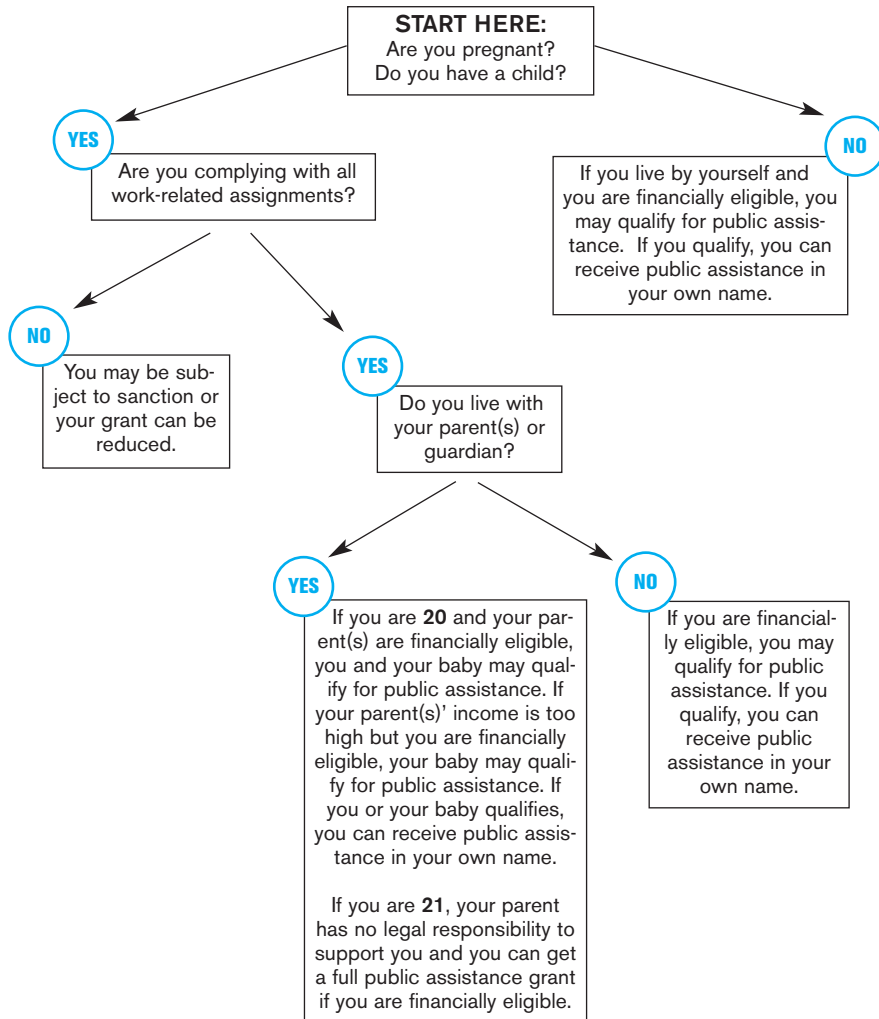 START HERE:
Are you pregnant?
Do you have a child?
YES
Are you complying with all
work-related assignments?
NO
If you live by yourself and
you are financially eligible, you
may qualify for public assis-
tance.  If you qualify, you can
receive public assistance in
your own name.
NO
You may be sub-
ject to sanction or
your grant can be
reduced.
YES
Do you live with
your parent(s) or
guardian?
YES
If you are 20 and your par-
ent(s) are financially eligible,
you and your baby may qual-
ify for public assistance. If
your parent(s)' income is too
high but you are financially
eligible, your baby may quali-
fy for public assistance. If
you or your baby qualifies,
you can receive public assis-
tance in your own name.
If you are 21, your parent
has no legal responsibility to
support you and you can get
a full public assistance grant
if you are financially eligible.
NO
If you are financial-
ly eligible, you may
qualify for public
assistance. If you
qualify, you can
receive public
assistance in your
own name.